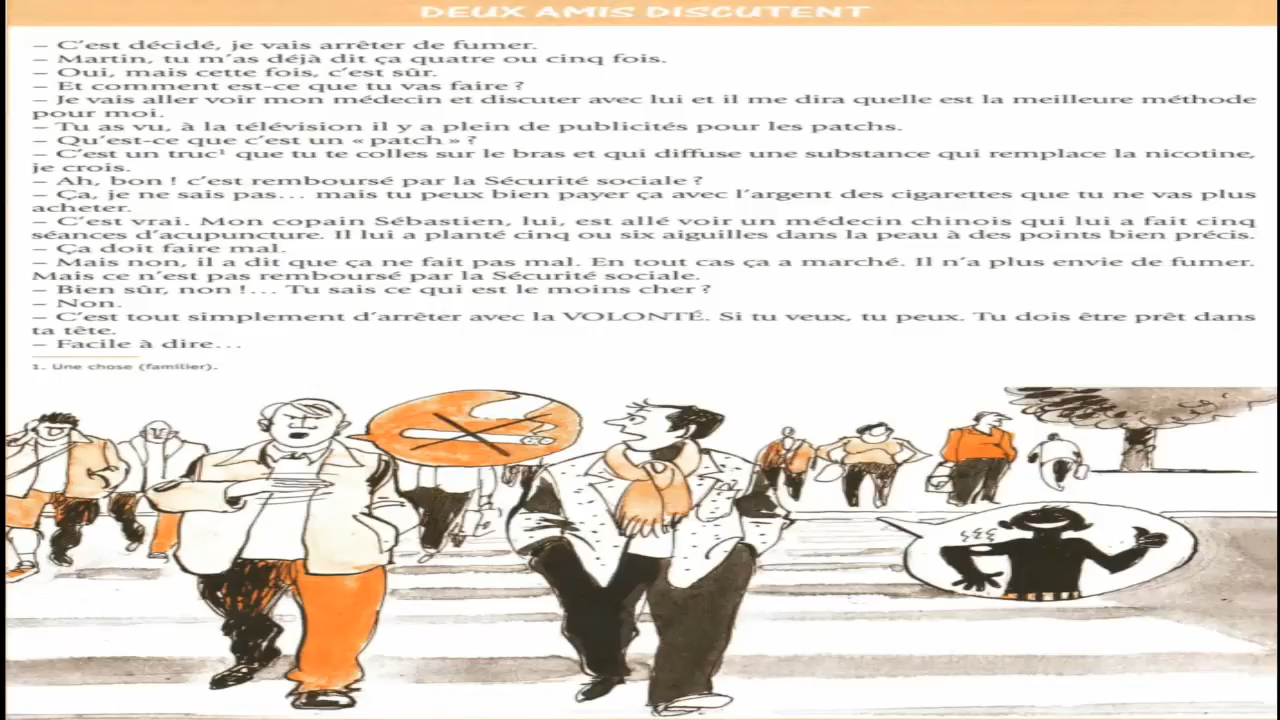 DEUX AMIS DISCUTENT
– C'est décidé, je vais arrêter de fumer.
– Martin, tu m'as déjà dit ça quatre ou cinq fois.
– Oui, mais cette fois, c'est sûr.
– Et comment est-ce que tu vas faire ?
– Je vais aller voir mon médecin et discuter avec lui et il me dira quelle est la meilleure méthode
pour moi.
– Tu as vu, à la télévision il y a plein de publicités pour les patchs.
– Qu'est-ce que c'est un « patch » ?
– C'est un truc¹ que tu te colles sur le bras et qui diffuse une substance qui remplace la nicotine,
je crois.
– Ah, bon ! c'est remboursé par la Sécurité sociale ?
– Ça, je ne sais pas… mais tu peux bien payer ça avec l'argent des cigarettes que tu ne vas plus
acheter.
– C'est vrai. Mon copain Sébastien, lui, est allé voir un médecin chinois qui lui a fait cinq
séances d'acupuncture. Il lui a planté cinq ou six aiguilles dans la peau à des points bien précis.
– Ça doit faire mal.
– Mais non, il a dit que ça ne fait pas mal. En tout cas ça a marché. Il n'a plus envie de fumer.
Mais ce n'est pas remboursé par la Sécurité sociale.
– Bien sûr, non !… Tu sais ce qui est le moins cher ?
– Non.
– C'est tout simplement d'arrêter avec la VOLONTÉ. Si tu veux, tu peux. Tu dois être prêt dans
ta tête.
– Facile à dire…
1. Une chose (familier).